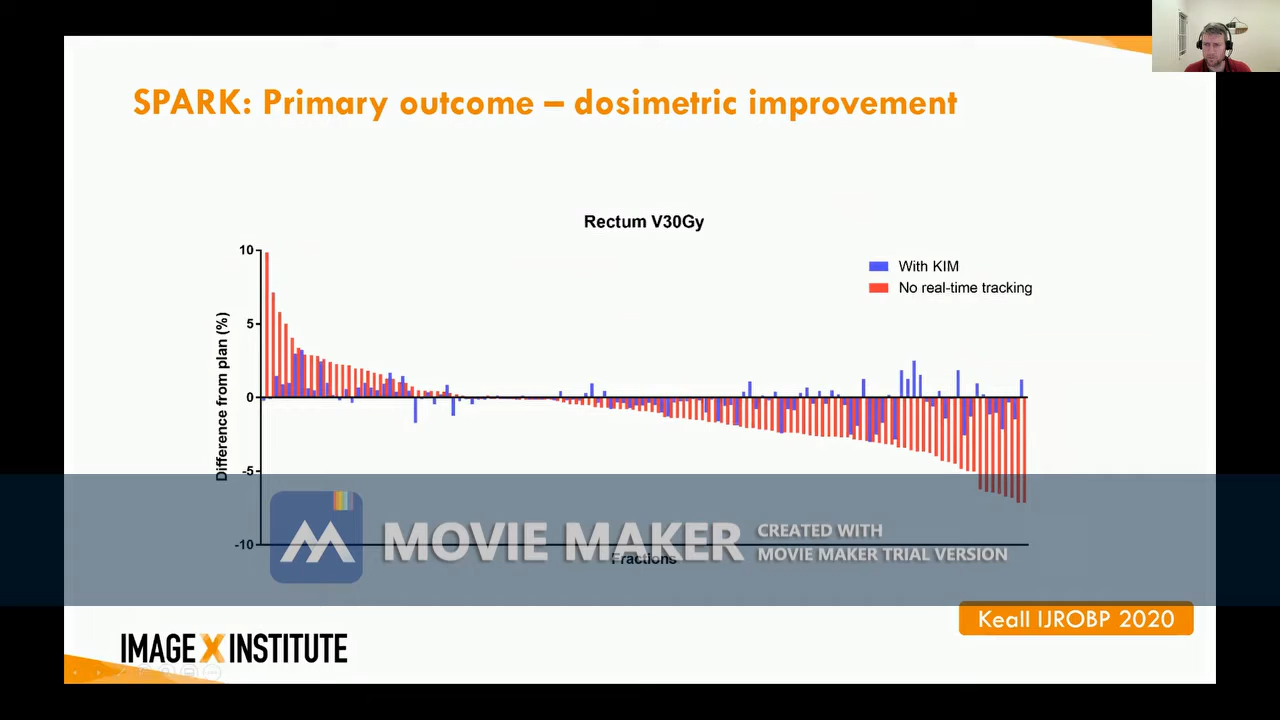 SPARK: Primary outcome – dosimetric improvement
Rectum V30Gy
With KIM
No real-time tracking
Difference from plan (%)
10
5
0
-5
-10
Fractions
MOVIE MAKER
CREATED WITH
MOVIE MAKER TRIAL VERSION
Keall IJROBP 2020
IMAGE X INSTITUTE